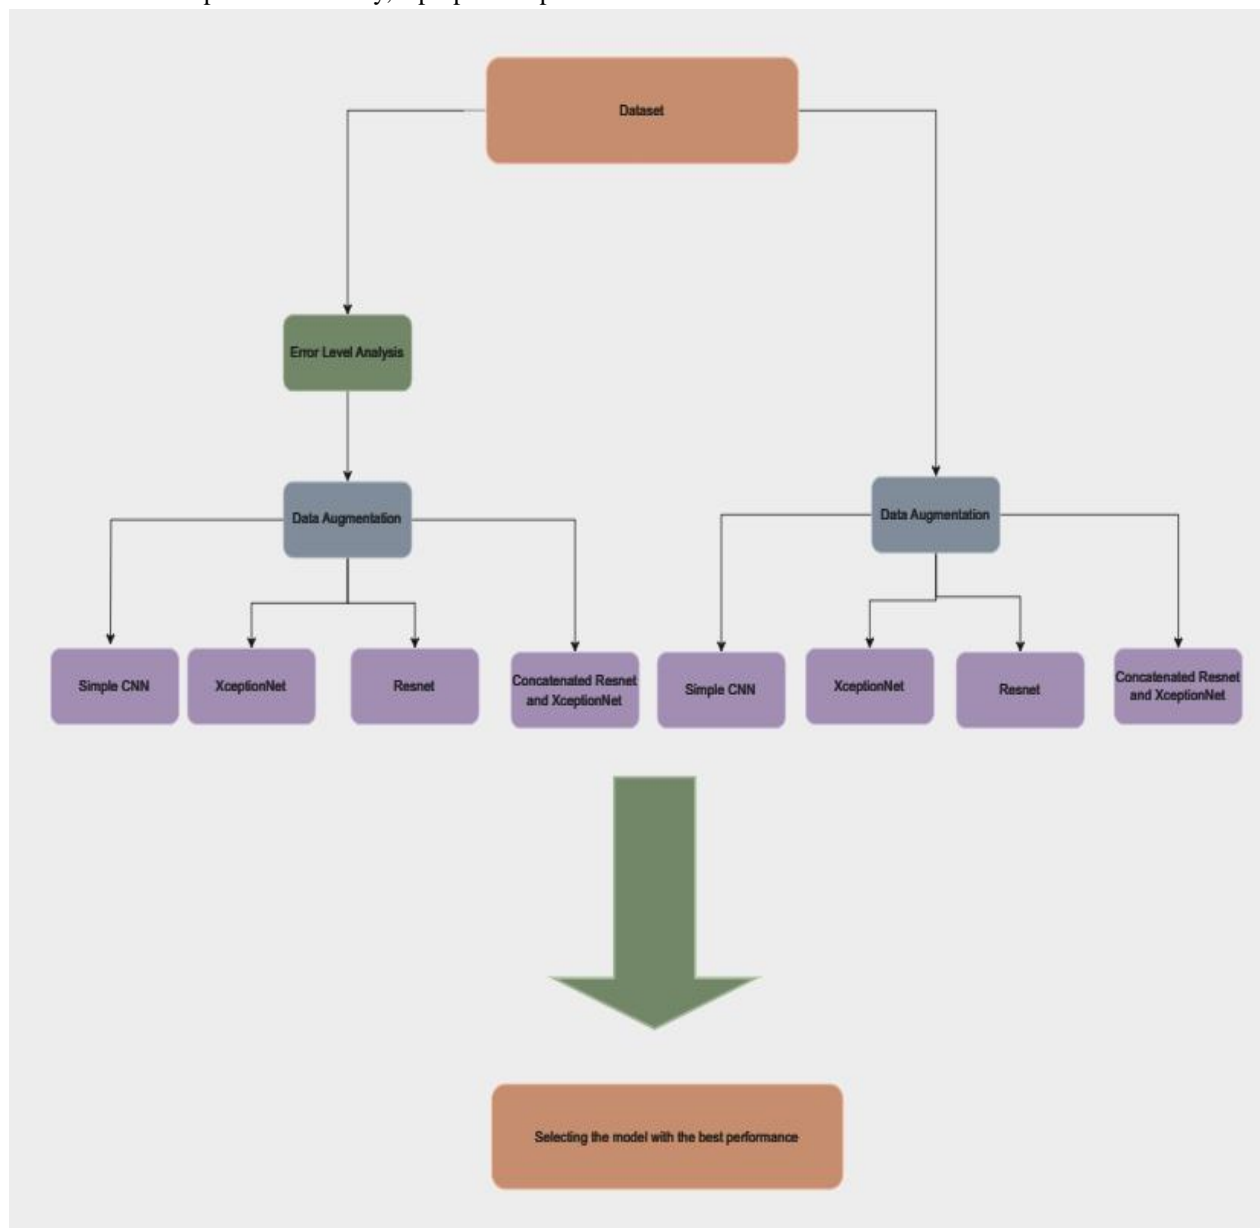 Dataset
Error Level Analysis
Data Augmentation
Data Augmentation
Simple CNN
XceptionNet
Resnet
Concatenated Resnet
and XceptionNet
Simple CNN
XceptionNet
Resnet
Concatenated Resnet
and XceptionNet
Selecting the model with the best performance